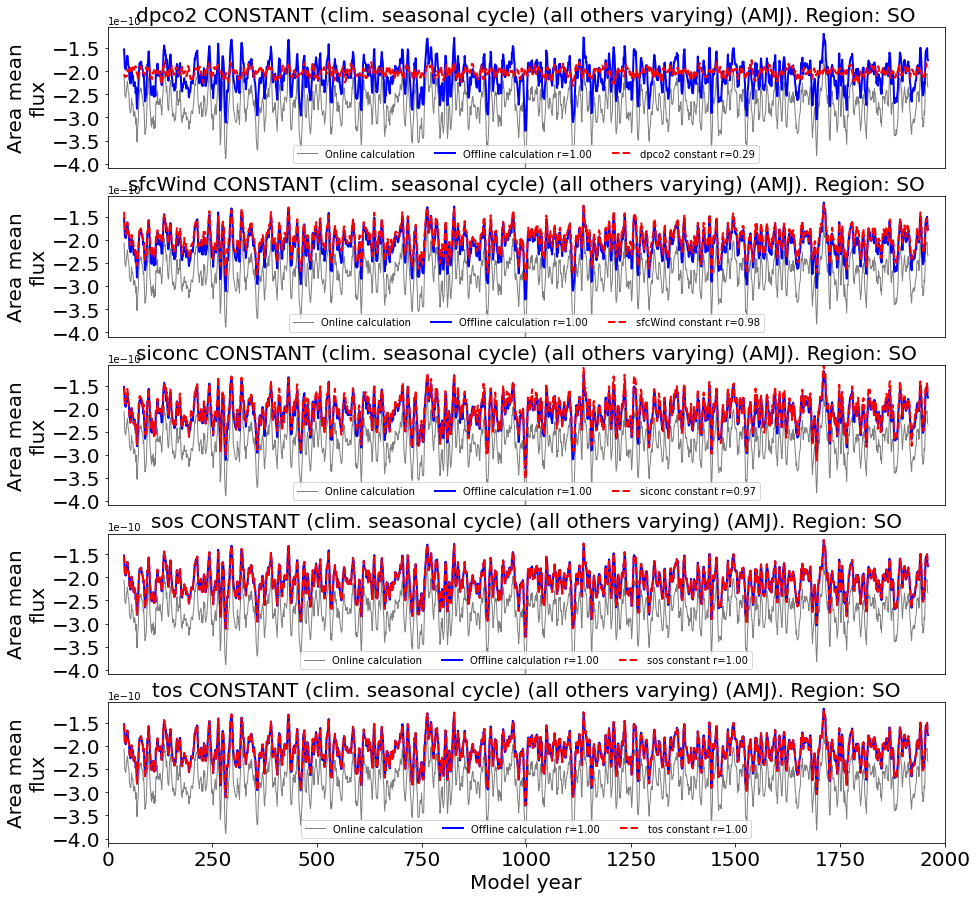 1e−10
dpco2 CONSTANT (clim. seasonal cycle) (all others varying) (AMJ). Region: SO
Area mean
flux
−1.5
−2.0
−2.5
−3.0
−3.5
−4.0
Online calculation
Offline calculation r=1.00
dpco2 constant r=0.29
1e−10
sfcWind CONSTANT (clim. seasonal cycle) (all others varying) (AMJ). Region: SO
Area mean
flux
−1.5
−2.0
−2.5
−3.0
−3.5
−4.0
Online calculation
Offline calculation r=1.00
sfcWind constant r=0.98
1e−10
siconc CONSTANT (clim. seasonal cycle) (all others varying) (AMJ). Region: SO
Area mean
flux
−1.5
−2.0
−2.5
−3.0
−3.5
−4.0
Online calculation
Offline calculation r=1.00
siconc constant r=0.97
1e−10
sos CONSTANT (clim. seasonal cycle) (all others varying) (AMJ). Region: SO
Area mean
flux
−1.5
−2.0
−2.5
−3.0
−3.5
−4.0
Online calculation
Offline calculation r=1.00
sos constant r=1.00
1e−10
tos CONSTANT (clim. seasonal cycle) (all others varying) (AMJ). Region: SO
Area mean
flux
−1.5
−2.0
−2.5
−3.0
−3.5
−4.0
Online calculation
Offline calculation r=1.00
tos constant r=1.00
0
250
500
750
1000
1250
1500
1750
2000
Model year